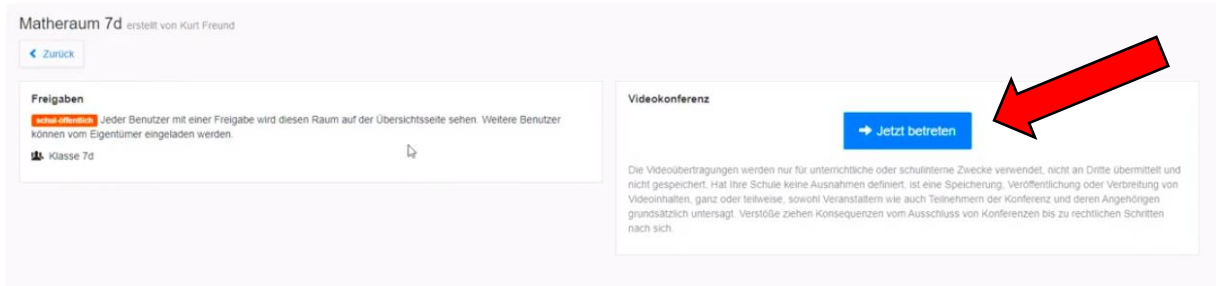 Matheraum 7d erstellt von Kurt Freund
Zurück
Freigaben
schul-öffentlich Jeder Benutzer mit einer Freigabe wird diesen Raum auf der Übersichtsseite sehen. Weitere Benutzer
können vom Eigentümer eingeladen werden.
Klasse 7d
Videokonferenz
Jetzt betreten
Die Videoübertragungen werden nur für unterrichtliche oder schulinterne Zwecke verwendet, nicht an Dritte übermittelt und
nicht gespeichert. Hat Ihre Schule keine Ausnahmen definiert, ist eine Speicherung, Veröffentlichung oder Verbreitung von
Videoinhalten, ganz oder teilweise, sowohl Veranstaltern wie auch Teilnehmern der Konferenz und deren Angehörigen
grundsätzlich untersagt. Verstöße ziehen Konsequenzen vom Ausschluss von Konferenzen bis zu rechtlichen Schritten
nach sich.